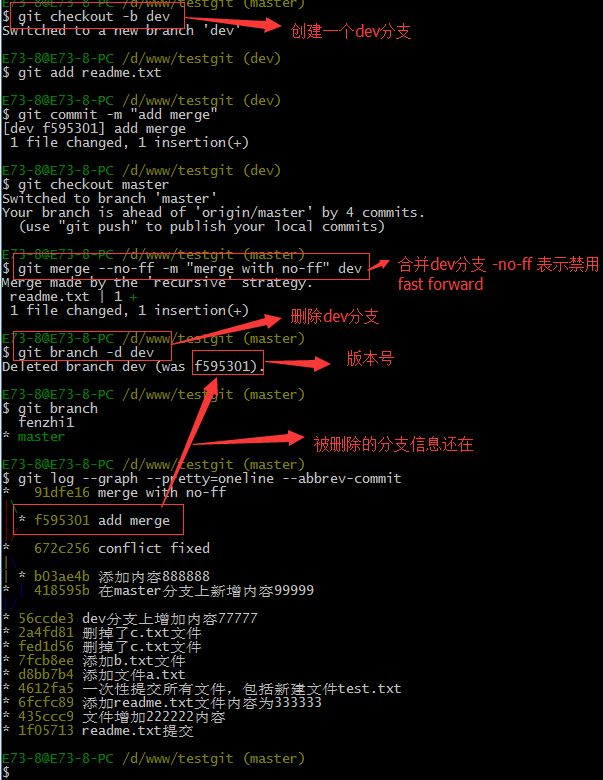 E73-8@E73-8-PC /d/www/testgit (master)
$ git checkout -b dev
Switched to a new branch 'dev'
创建一个dev分支
E73-8@E73-8-PC /d/www/testgit (dev)
$ git add readme.txt
E73-8@E73-8-PC /d/www/testgit (dev)
$ git commit -m "add merge"
[dev f595301] add merge
1 file changed, 1 insertion(+)
E73-8@E73-8-PC /d/www/testgit (dev)
$ git checkout master
Switched to branch 'master'
Your branch is ahead of 'origin/master' by 4 commits.
(use "git push" to publish your local commits)
E73-8@E73-8-PC /d/www/testgit (master)
$ git merge --no-ff -m "merge with no-ff" dev
合并dev分支 -no-ff 表示禁用
fast forward
Merge made by the 'recursive' strategy.
readme.txt | 1 +
1 file changed, 1 insertion(+)
删除dev分支
E73-8@E73-8-PC /d/www/testgit (master)
$ git branch -d dev
Deleted branch dev (was f595301).
版本号
E73-8@E73-8-PC /d/www/testgit (master)
$ git branch
fenzhi1
* master
被删除的分支信息还在
E73-8@E73-8-PC /d/www/testgit (master)
$ git log --graph --pretty=oneline --abbrev-commit
*   91dfe16 merge with no-ff
|\
| * f595301 add merge
|/
*   672c256 conflict fixed
|\
| * b03ae4b 添加内容888888
* | 418595b 在master分支上新增内容99999
|/
* 56ccde3 dev分支上增加内容77777
* 2a4fd81 删掉了c.txt文件
* fed1d56 删掉了c.txt文件
* 7fcb8ee 添加b.txt文件
* d8bb7b4 添加文件a.txt
* 4612fa5 一次性提交所有文件，包括新建文件test.txt
* 6fcfc89 添加readme.txt文件内容为333333
* 435ccc9 文件增加222222内容
* 1f05713 readme.txt提交
E73-8@E73-8-PC /d/www/testgit (master)
$